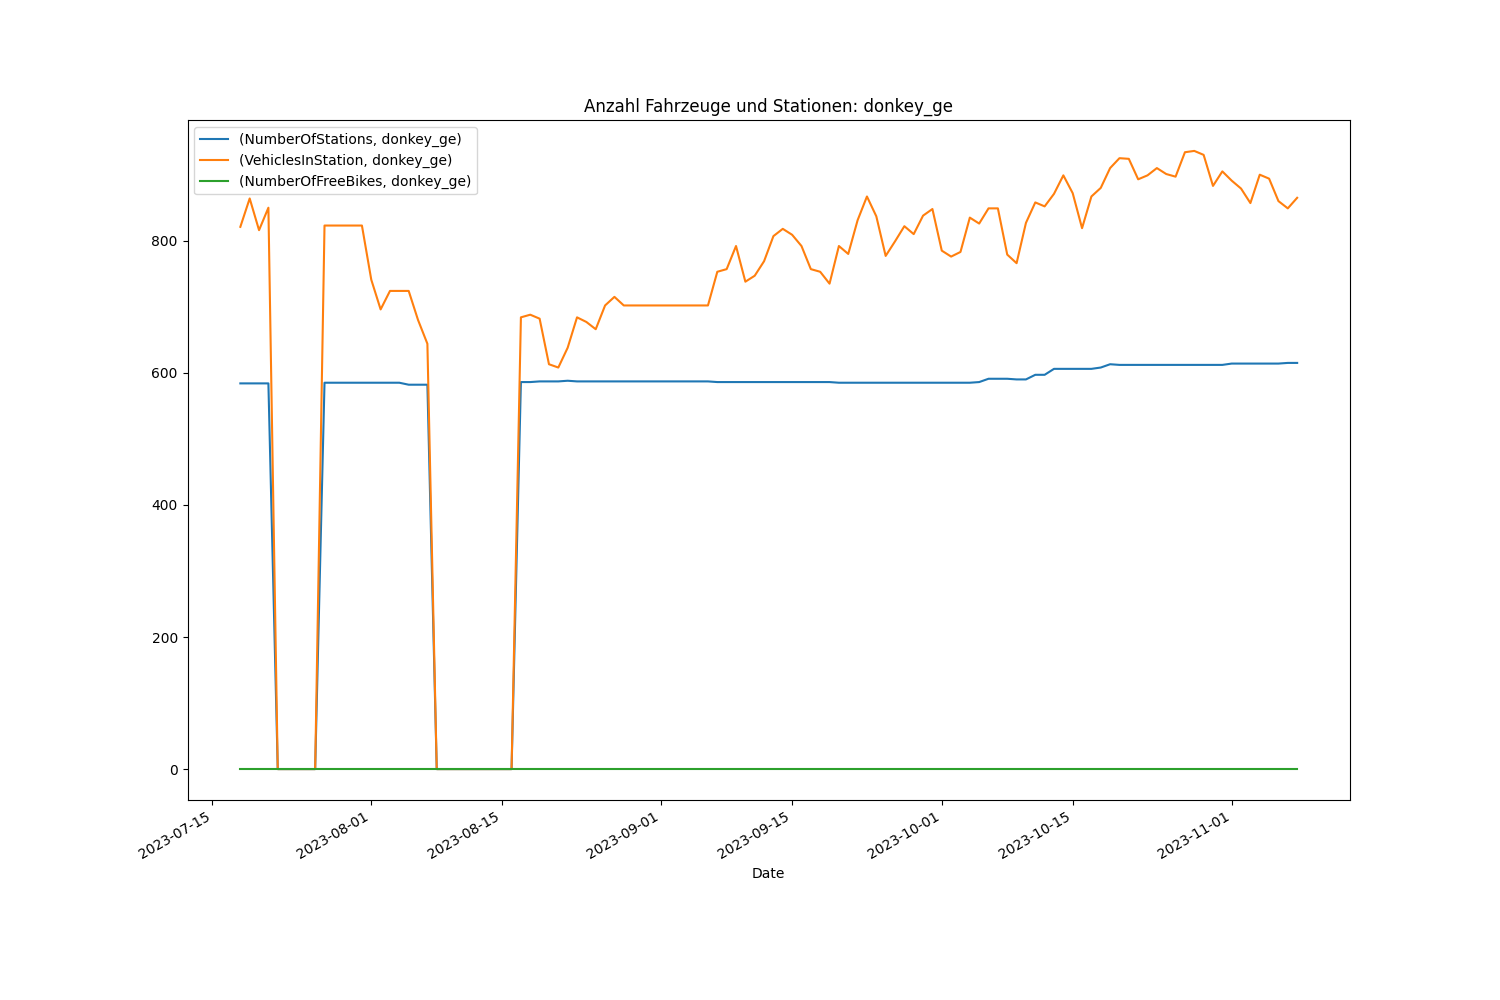 Anzahl Fahrzeuge und Stationen: donkey_ge
(NumberOfStations, donkey_ge)
(VehiclesInStation, donkey_ge)
(NumberOfFreeBikes, donkey_ge)
800
600
400
200
0
2023-07-15
2023-08-01
2023-08-15
2023-09-01
2023-09-15
2023-10-01
2023-10-15
2023-11-01
Date